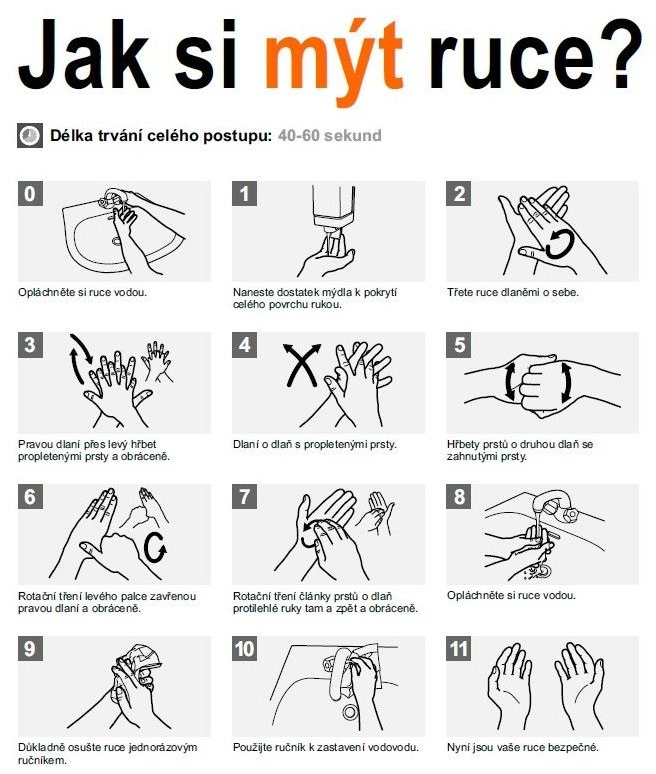 Jak si mýt ruce?
Délka trvání celého postupu: 40-60 sekund
0
Opláchněte si ruce vodou.
1
Naneste dostatek mýdla k pokrytí
celého povrchu rukou.
2
Třete ruce dlaněmi o sebe.
3
Pravou dlaní přes levý hřbet
propletenými prsty a obráceně.
4
Dlaní o dlaň s propletenými prsty.
5
Hřbety prstů o druhou dlaň se
zahnutými prsty.
6
Rotační tření levého palce zavřenou
pravou dlaní a obráceně.
7
Rotační tření články prstů o dlaň
protilehlé ruky tam a zpět a obráceně.
8
Opláchněte si ruce vodou.
9
Důkladně osušte ruce jednorázovým
ručníkem.
10
Použijte ručník k zastavení vodovodu.
11
Nyní jsou vaše ruce bezpečné.